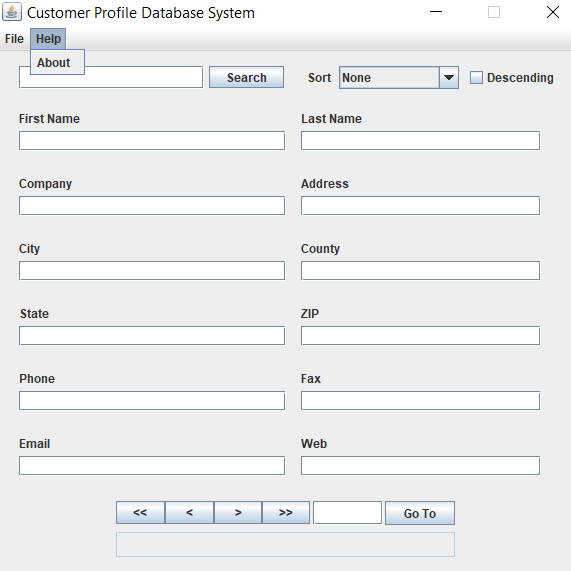 Customer Profile Database System
File Help
About
Search Sort None Descending
First Name Last Name
Company Address
City County
State ZIP
Phone Fax
Email Web
<< < > >> Go To